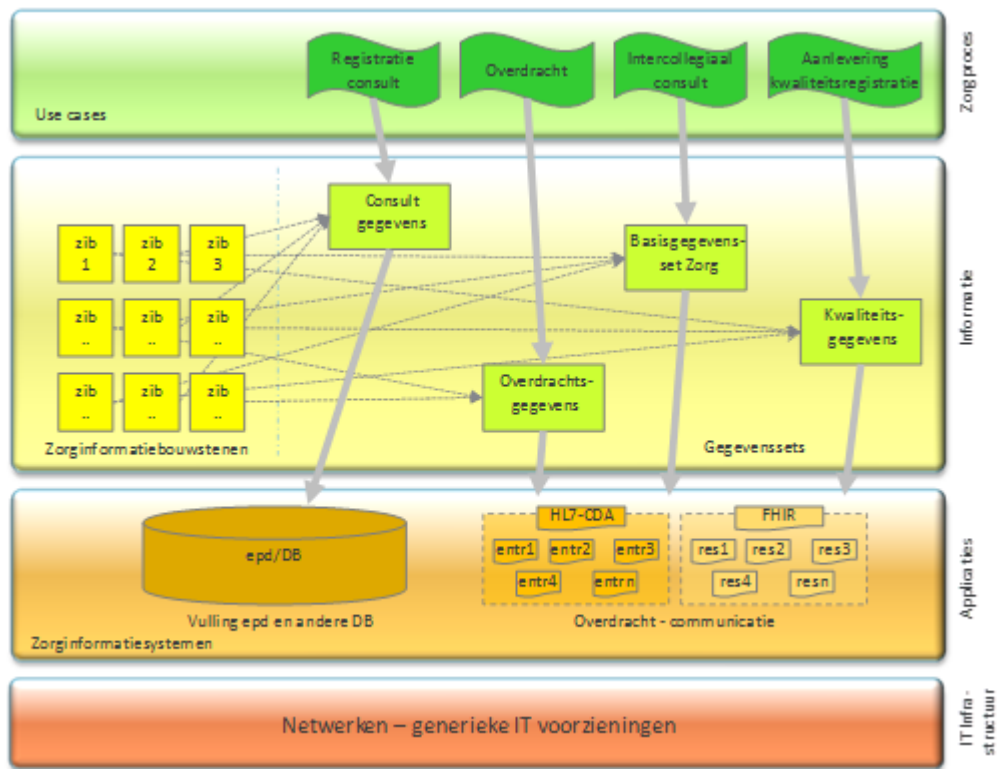 Registratie
consult
Overdracht
Intercollegiaal
consult
Aanlevering
kwaliteitsregistratie
Use cases
Zorgproces
Consult
gegevens
zib
1
zib
2
zib
3
Basisgegevens-
set Zorg
zib
..
zib
..
zib
..
Kwaliteits-
gegevens
zib
..
zib
..
zib
..
Overdrachts-
gegevens
Zorginformatiebouwstenen
Gegevenssets
Informatie
epd/DB
HL7-CDA
entr1
entr2
entr3
entr4
entrn
FHIR
res1
res2
res3
res4
resn
Vulling epd en andere DB
Overdracht - communicatie
Zorginformatiesystemen
Applicaties
Netwerken – generieke IT voorzieningen
IT Infra-
structuur